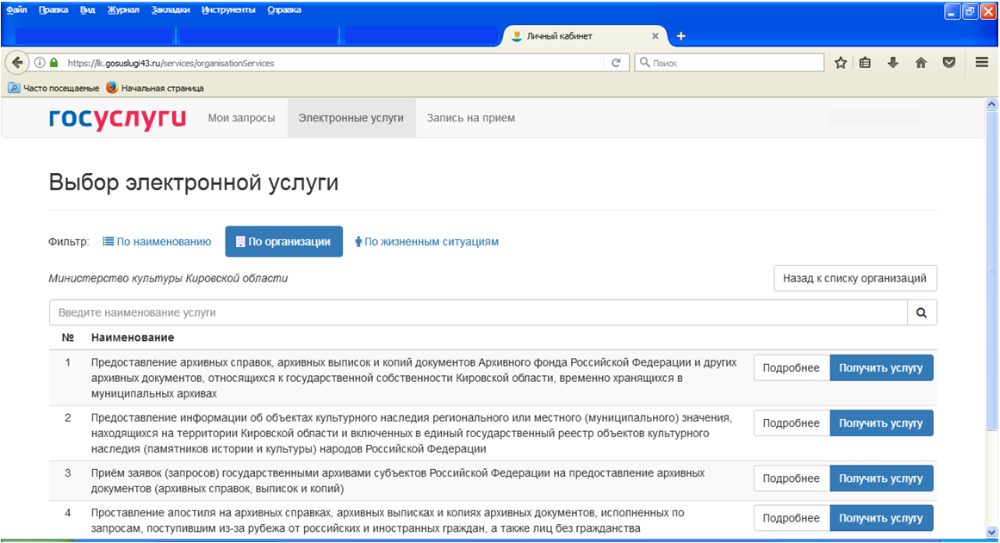 Файл Правка Вид Журнал Закладки Инструменты Справка
Личный кабинет
https://lk.gosuslugi43.ru/services/organisationServices
Поиск
Часто посещаемые Начальная страница
госуслуги Мои запросы Электронные услуги Запись на прием
Выбор электронной услуги
Фильтр: По наименованию По организации По жизненным ситуациям
Министерство культуры Кировской области Назад к списку организаций
Введите наименование услуги
№ Наименование
1 Предоставление архивных справок, архивных выписок и копий документов Архивного фонда Российской Федерации и других
архивных документов, относящихся к государственной собственности Кировской области, временно хранящихся в
муниципальных архивах
Подробнее Получить услугу
2 Предоставление информации об объектах культурного наследия регионального или местного (муниципального) значения,
находящихся на территории Кировской области и включенных в единый государственный реестр объектов культурного
наследия (памятников истории и культуры) народов Российской Федерации
Подробнее Получить услугу
3 Приём заявок (запросов) государственными архивами субъектов Российской Федерации на предоставление архивных
документов (архивных справок, выписок и копий)
Подробнее Получить услугу
4 Проставление апостиля на архивных справках, архивных выписках и копиях архивных документов, исполненных по
запросам, поступившим из-за рубежа от российских и иностранных граждан, а также лиц без гражданства
Подробнее Получить услугу